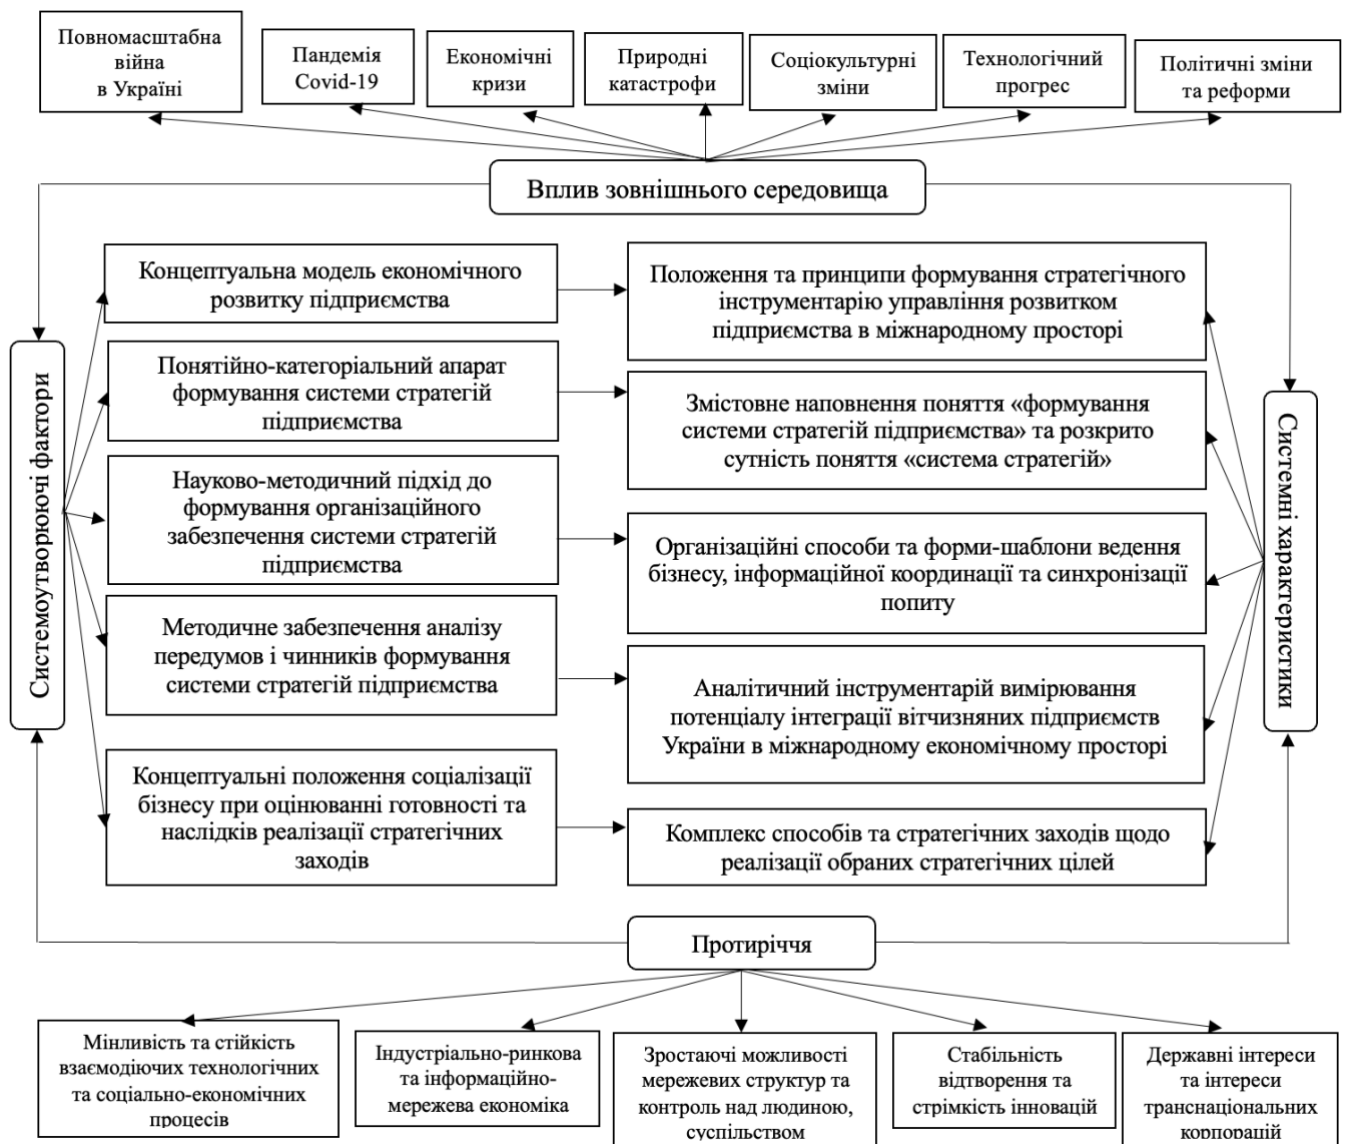 Повномасштабна
війна
в Україні
Пандемія
Covid-19
Економічні
кризи
Природні
катастрофи
Соціокультурні
зміни
Технологічний
прогрес
Політичні зміни
та реформи
Вплив зовнішнього середовища
Системоутворюючі фактори
Концептуальна модель економічного
розвитку підприємства
Положення та принципи формування стратегічного
інструментарію управління розвитком
підприємства в міжнародному просторі
Понятійно-категоріальний апарат
формування системи стратегій
підприємства
Змістовне наповнення поняття «формування
системи стратегій підприємства» та розкрито
сутність поняття «система стратегій»
Науково-методичний підхід до
формування організаційного
забезпечення системи стратегій
підприємства
Організаційні способи та форми-шаблони ведення
бізнесу, інформаційної координації та синхронізації
попиту
Методичне забезпечення аналізу
передумов і чинників формування
системи стратегій підприємства
Аналітичний інструментарій вимірювання
потенціалу інтеграції вітчизняних підприємств
України в міжнародному економічному просторі
Концептуальні положення соціалізації
бізнесу при оцінюванні готовності та
наслідків реалізації стратегічних
заходів
Комплекс способів та стратегічних заходів щодо
реалізації обраних стратегічних цілей
Системні характеристики
Протиріччя
Мінливість та стійкість
взаємодіючих технологічних
та соціально-економічних
процесів
Індустріально-ринкова
та інформаційно-
мережева економіка
Зростаючі можливості
мережевих структур та
контроль над людиною,
суспільством
Стабільність
відтворення та
стрімкість інновацій
Державні інтереси
та інтереси
транснаціональних
корпорацій